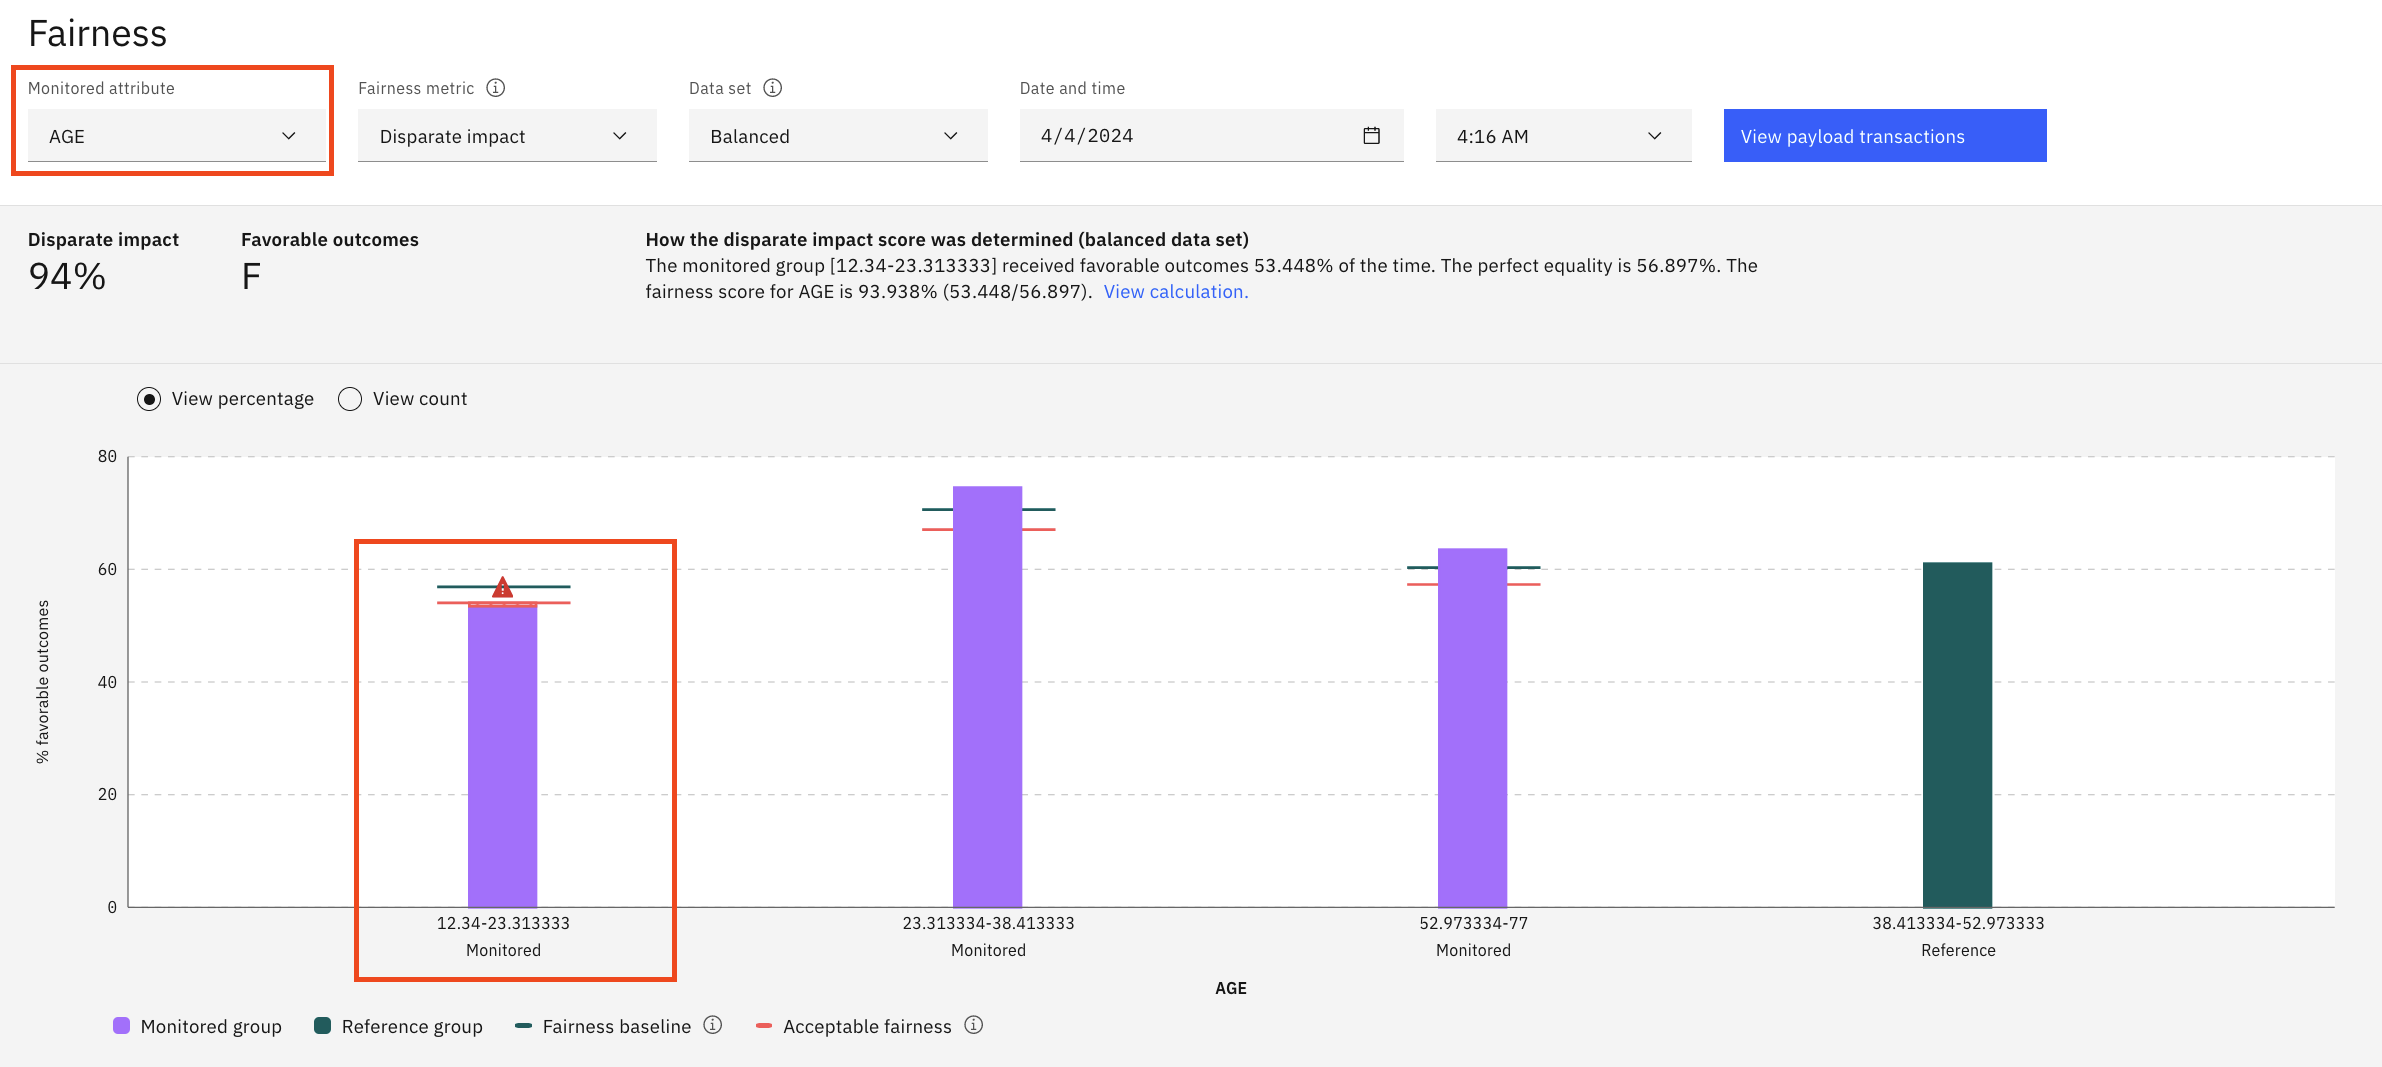 Fairness
Monitored attribute
Fairness metric
Data set
Date and time
AGE
Disparate impact
Balanced
4/4/2024
4:16 AM
View payload transactions
Disparate impact
94%
Favorable outcomes
F
How the disparate impact score was determined (balanced data set)
The monitored group [12.34-23.313333] received favorable outcomes 53.448% of the time. The perfect equality is 56.897%. The
fairness score for AGE is 93.938% (53.448/56.897). View calculation.
View percentage
View count
80
60
40
20
0
% favorable outcomes
12.34-23.313333
Monitored
23.313334-38.413333
Monitored
52.973334-77
Monitored
38.413334-52.973333
Reference
AGE
Monitored group
Reference group
Fairness baseline
Acceptable fairness